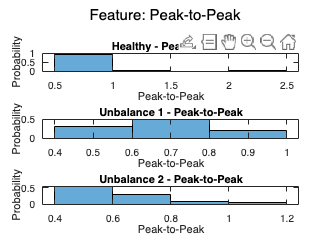 Feature: Peak-to-Peak
Healthy - Pea
Probability
1
0
0.5 1 1.5 2 2.5
Peak-to-Peak
Unbalance 1 - Peak-to-Peak
Probability
0.5
0
0.4 0.5 0.6 0.7 0.8 0.9 1
Peak-to-Peak
Unbalance 2 - Peak-to-Peak
Probability
0.5
0
0.4 0.6 0.8 1 1.2
Peak-to-Peak